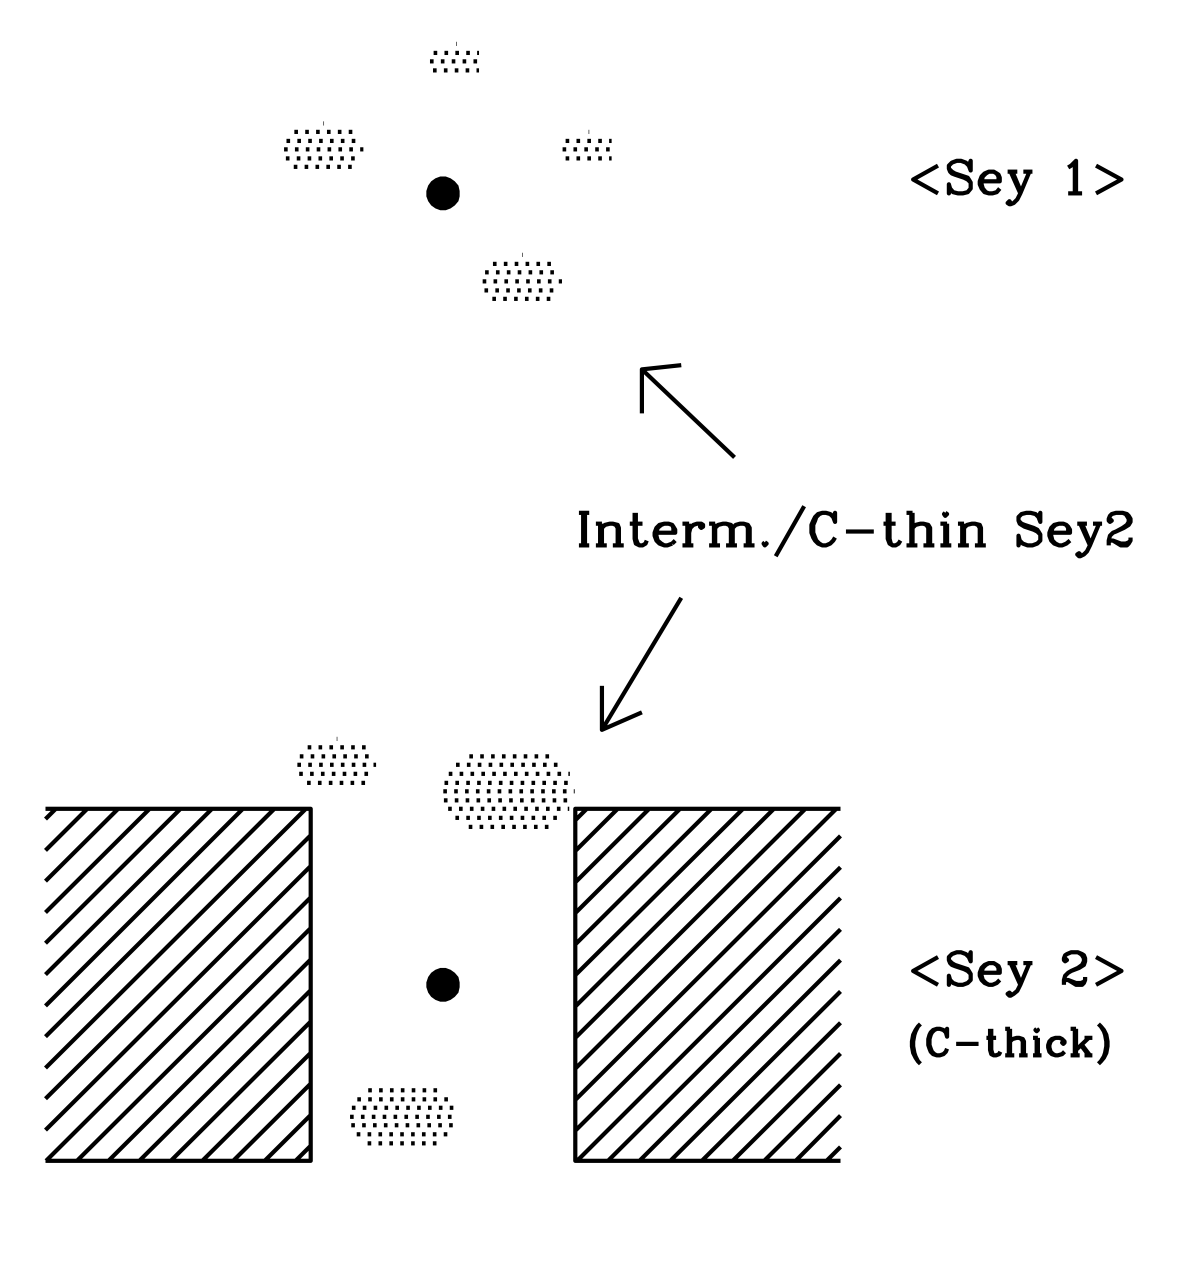 <Sey 1>
Interm./C-thin Sey2
<Sey 2>
(C-thick)